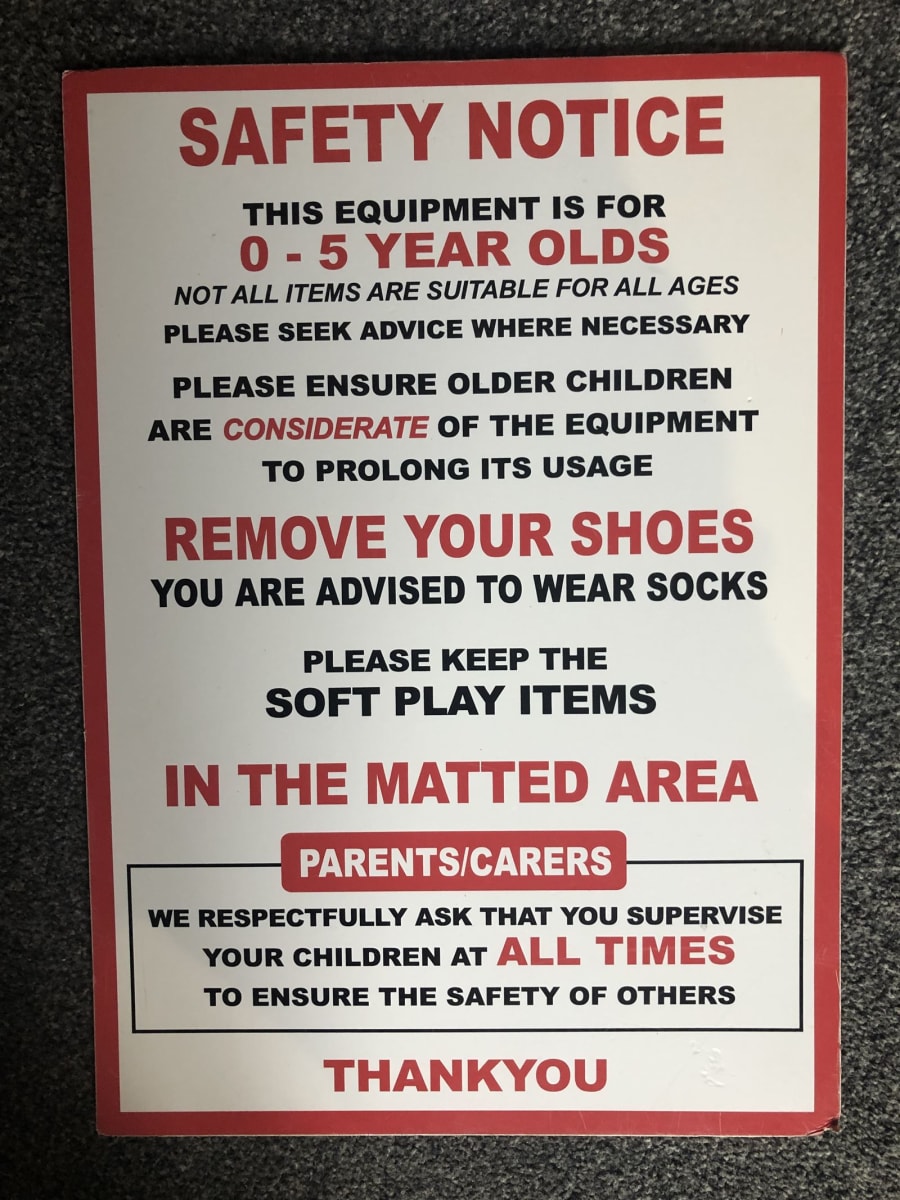 SAFETY NOTICE
THIS EQUIPMENT IS FOR
0 - 5 YEAR OLDS
NOT ALL ITEMS ARE SUITABLE FOR ALL AGES
PLEASE SEEK ADVICE WHERE NECESSARY
PLEASE ENSURE OLDER CHILDREN
ARE CONSIDERATE OF THE EQUIPMENT
TO PROLONG ITS USAGE
REMOVE YOUR SHOES
YOU ARE ADVISED TO WEAR SOCKS
PLEASE KEEP THE
SOFT PLAY ITEMS
IN THE MATTED AREA
PARENTS/CARERS
WE RESPECTFULLY ASK THAT YOU SUPERVISE
YOUR CHILDREN AT ALL TIMES
TO ENSURE THE SAFETY OF OTHERS
THANKYOU